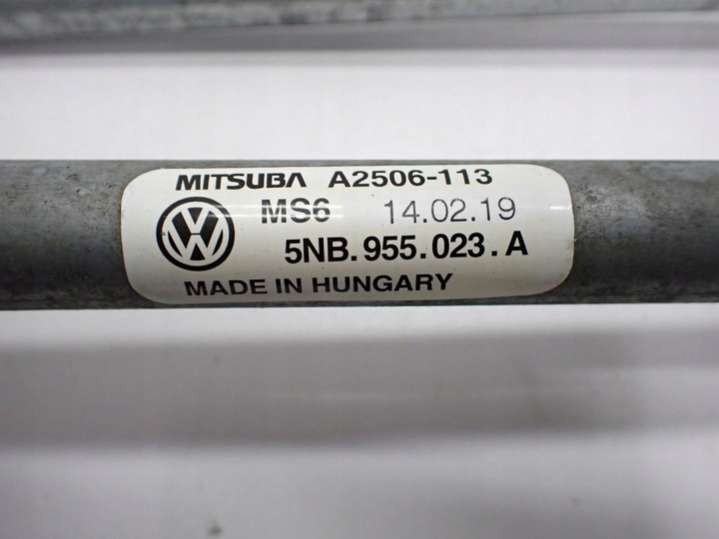 MITSUBA A2506-113
MS6 14.02.19
5NB.955.023.A
MADE IN HUNGARY